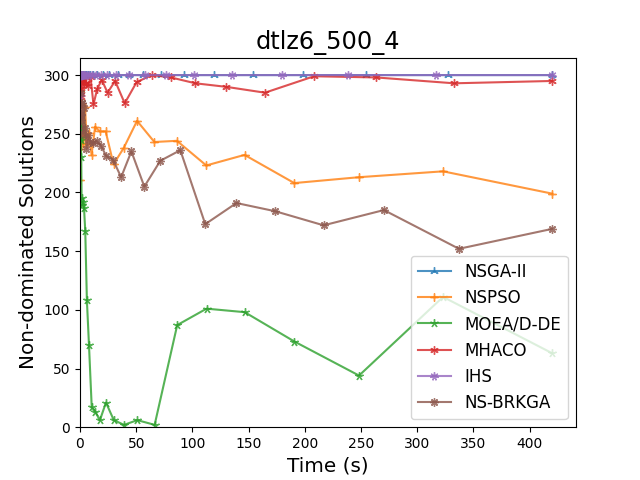 dtlz6_500_4
Non-dominated Solutions
300
250
200
150
100
50
0
0 50 100 150 200 250 300 350 400
Time (s)
NSGA-II
NSPSO
MOEA/D-DE
MHACO
IHS
NS-BRKGA